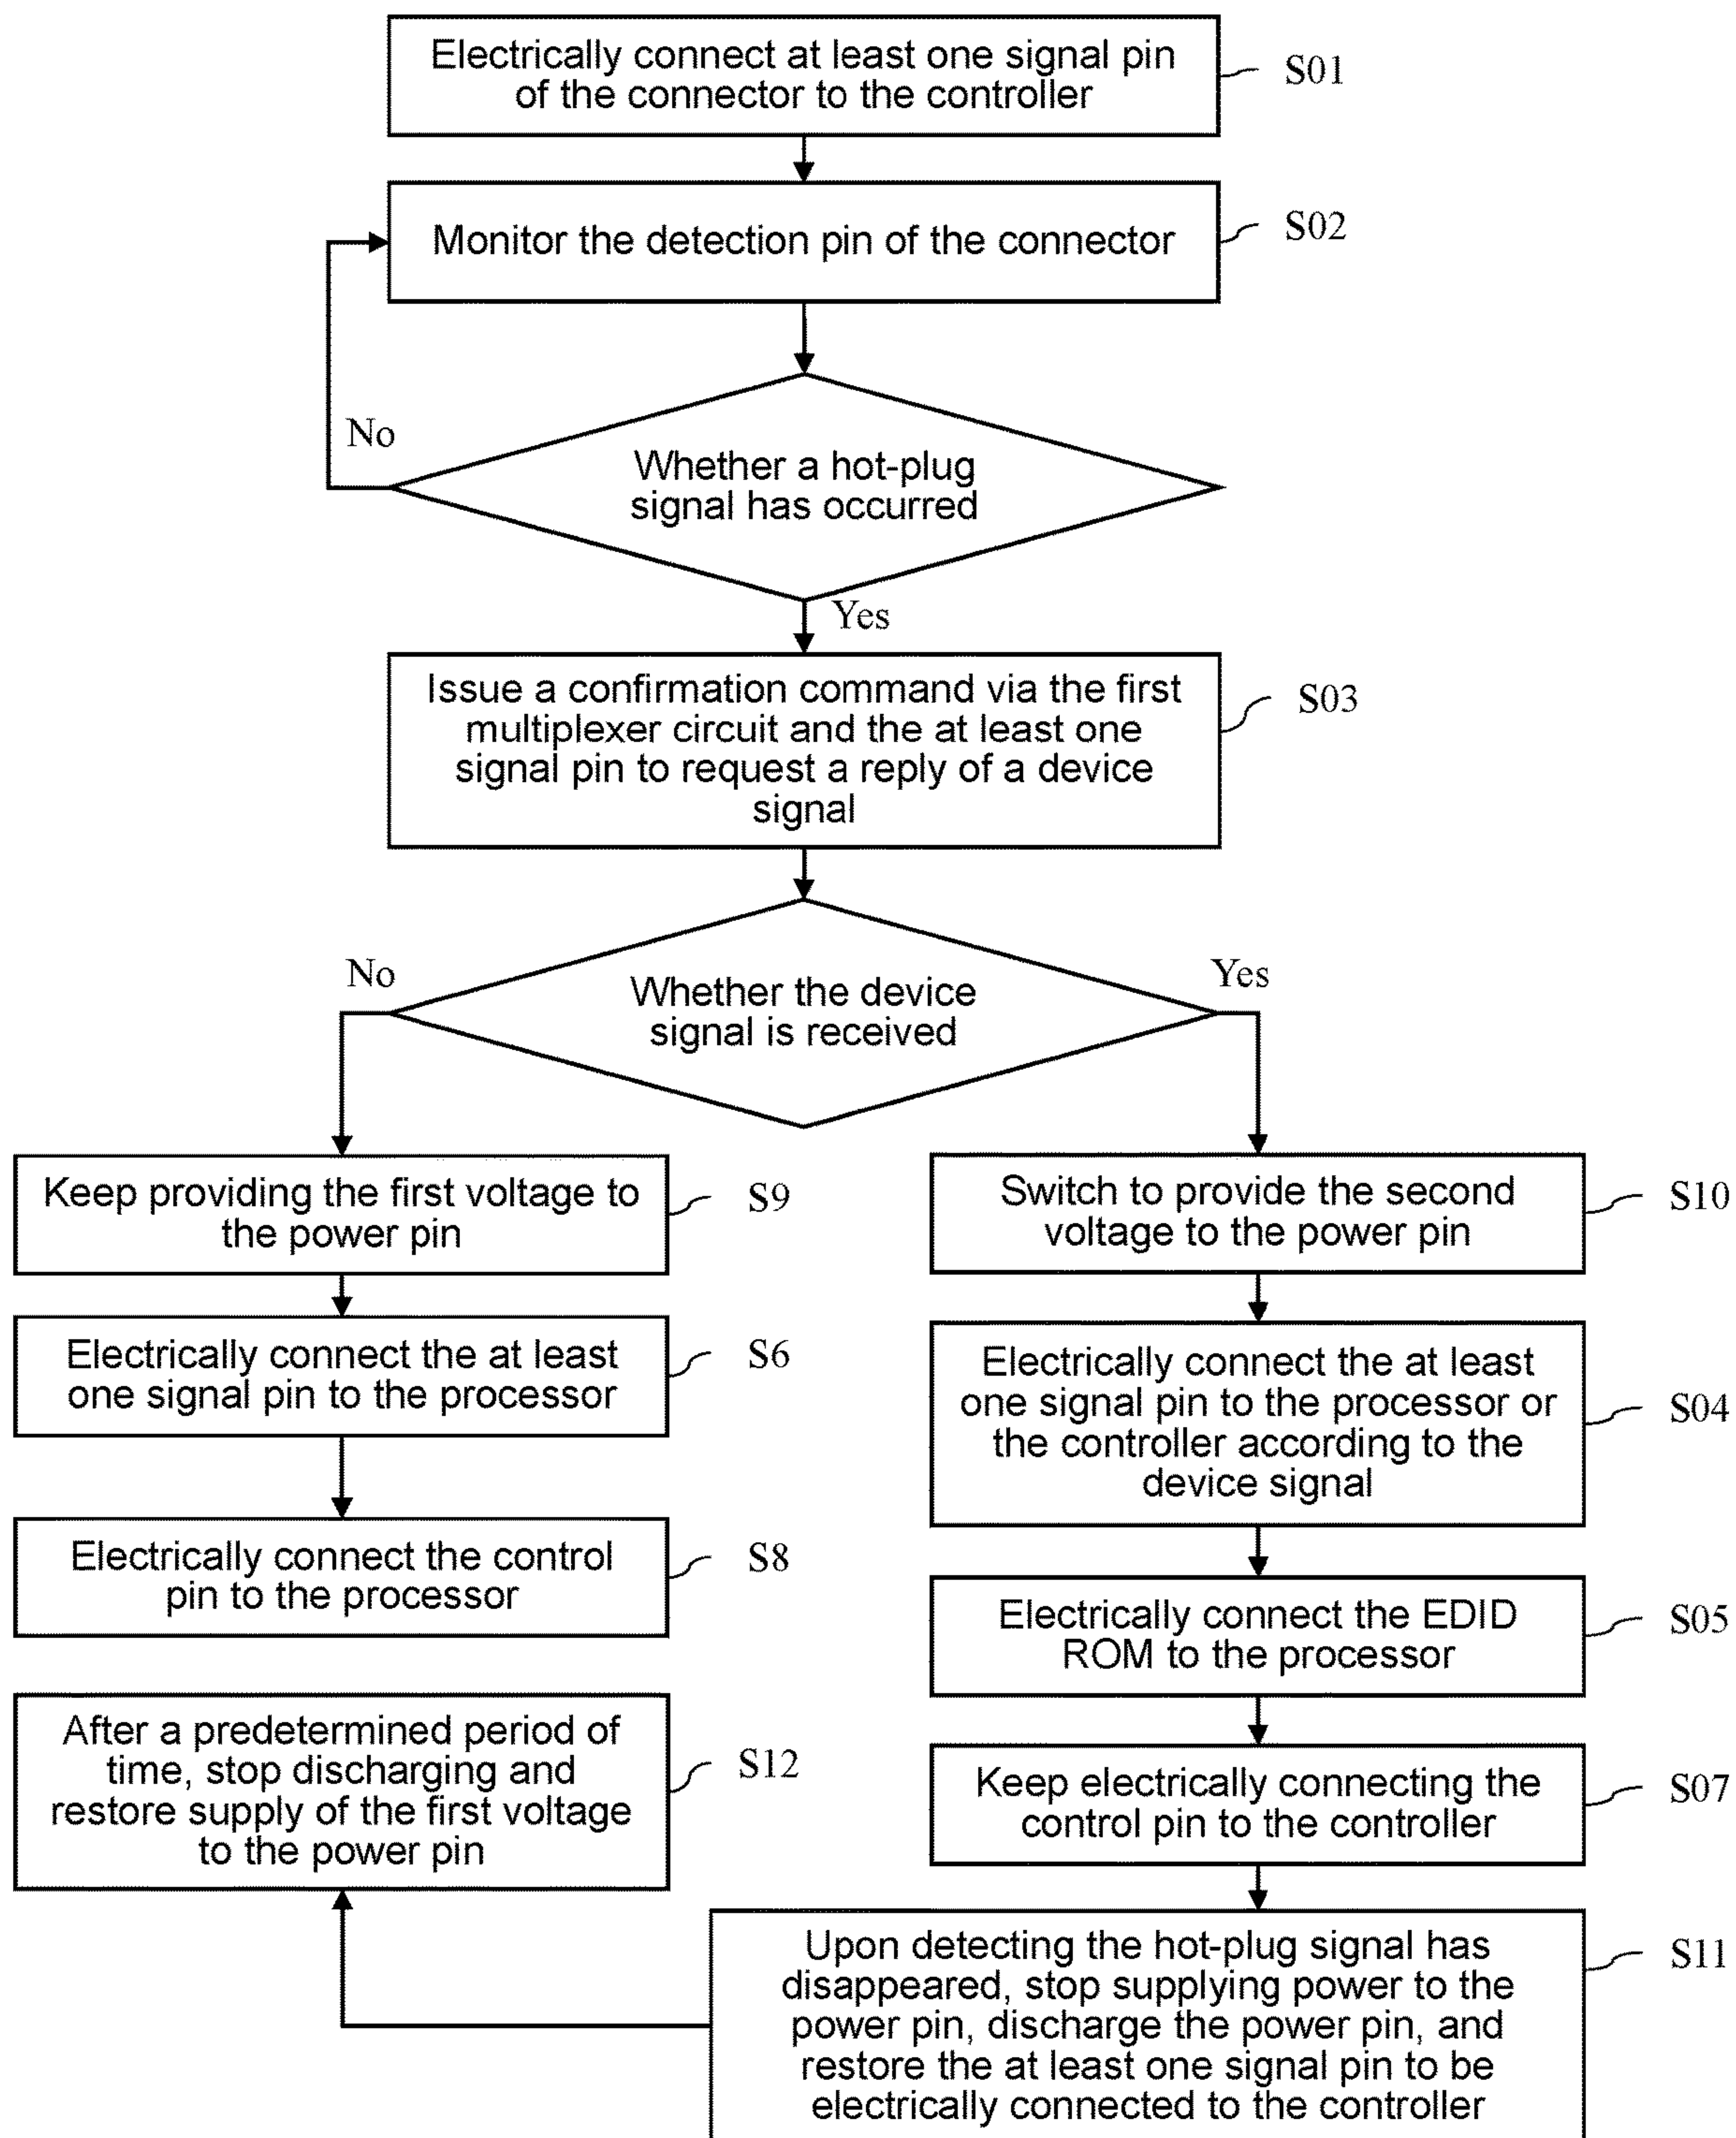 Electrically connect at least one signal pin
of the connector to the controller
S01
Monitor the detection pin of the connector
S02
No
Whether a hot-plug
signal has occurred
Yes
Issue a confirmation command via the first
multiplexer circuit and the at least one
signal pin to request a reply of a device
signal
S03
No
Whether the device
signal is received
Yes
Keep providing the first voltage to
the power pin
S9
Electrically connect the at least
one signal pin to the processor
S6
Electrically connect the control
pin to the processor
S8
Switch to provide the second
voltage to the power pin
S10
Electrically connect the at least
one signal pin to the processor or
the controller according to the
device signal
S04
Electrically connect the EDID
ROM to the processor
S05
Keep electrically connecting the
control pin to the controller
S07
Upon detecting the hot-plug signal has
disappeared, stop supplying power to the
power pin, discharge the power pin, and
restore the at least one signal pin to be
electrically connected to the controller
S11
After a predetermined period of
time, stop discharging and
restore supply of the first voltage
to the power pin
S12